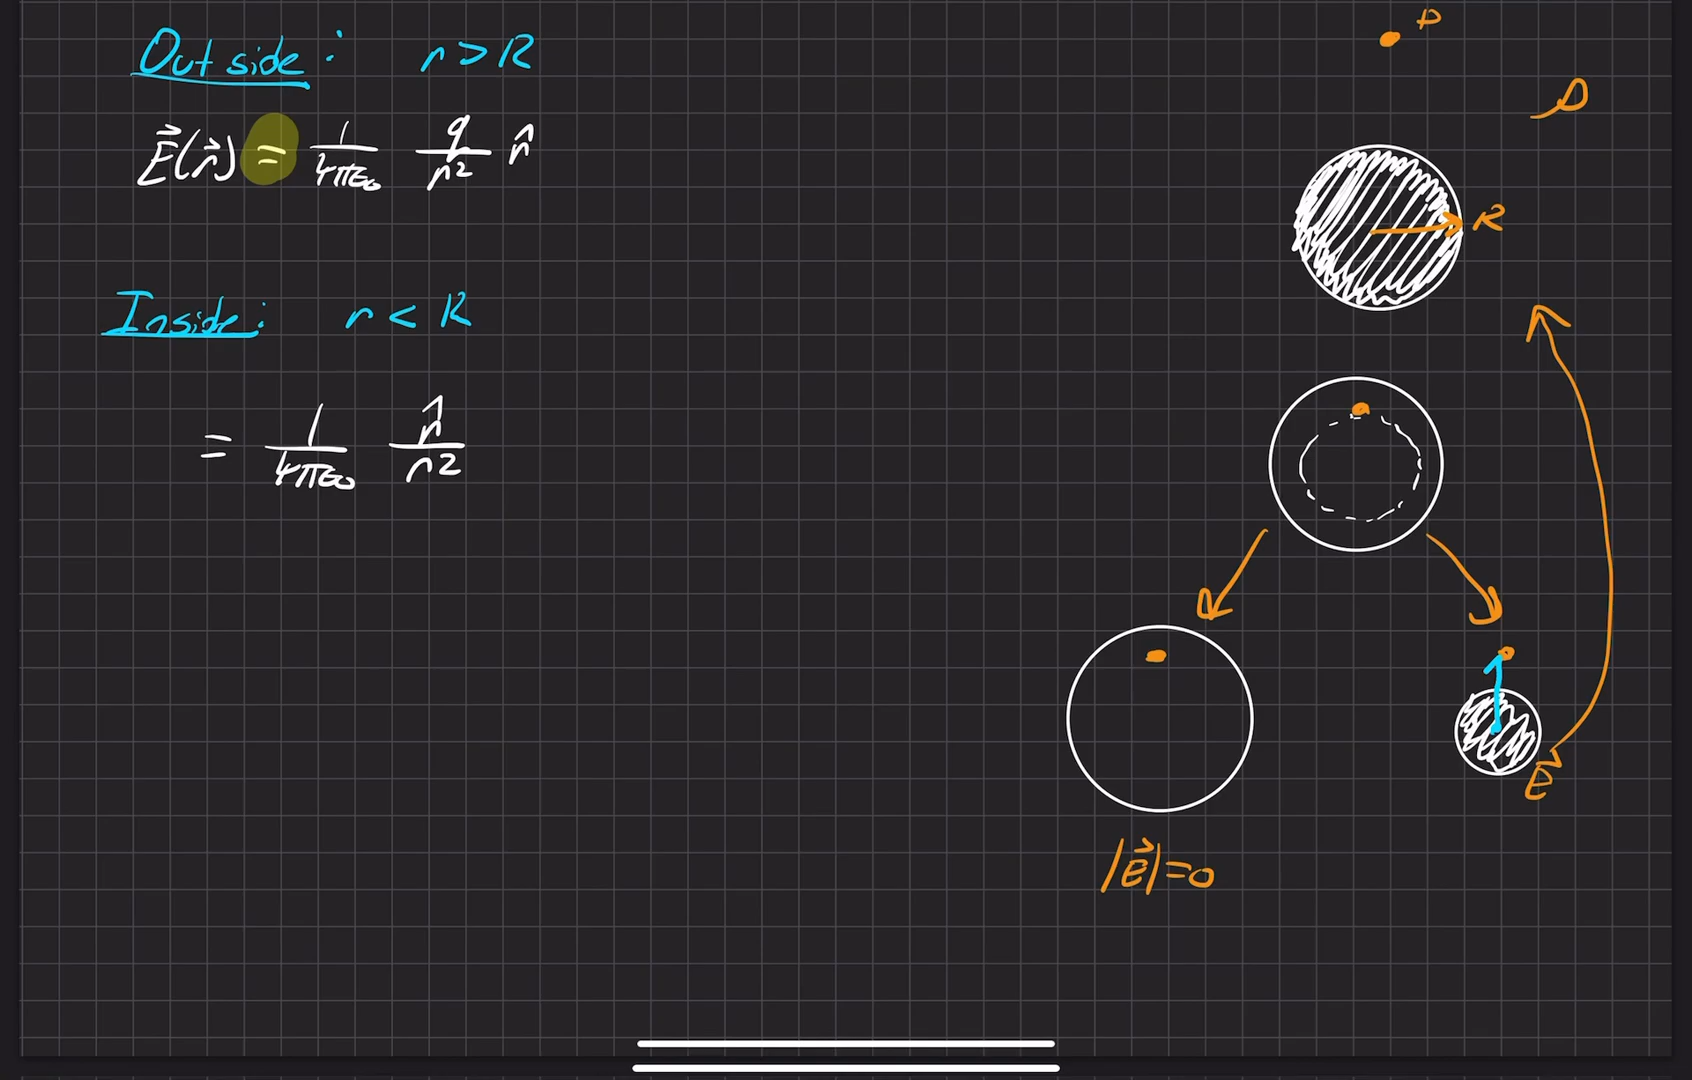 Outside: r > R
P
D
E⃗(r⃗) = 1/4πε₀ q/r² r̂
R
Inside: r < R
= 1/4πε₀ r̂/r²
E⃗
|E⃗|=0